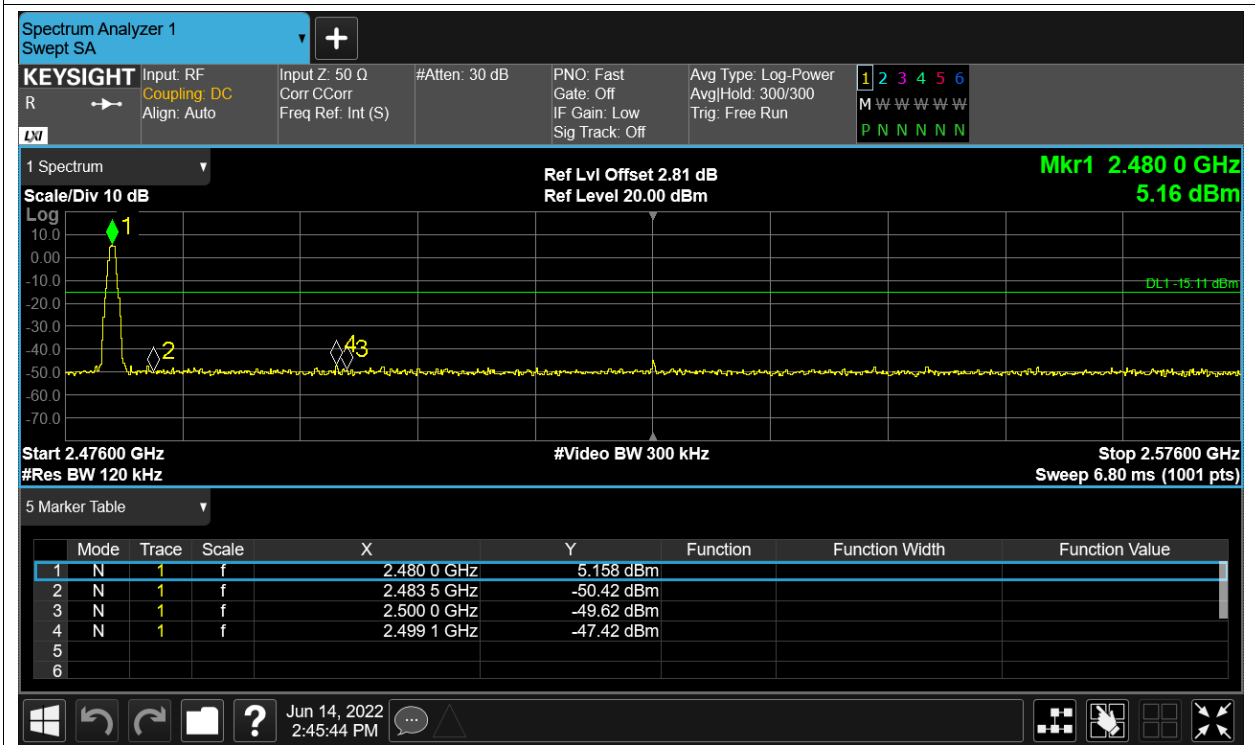 Spectrum Analyzer 1
Swept SA
KEYSIGHT
R
LXI
Input: RF
Coupling: DC
Align: Auto
Input Z: 50 Ω
Corr CCorr
Freq Ref: Int (S)
#Atten: 30 dB
PNO: Fast
Gate: Off
IF Gain: Low
Sig Track: Off
Avg Type: Log-Power
Avg|Hold: 300/300
Trig: Free Run
1 2 3 4 5 6
M W W W W W
P N N N N N
1 Spectrum
Scale/Div 10 dB
Ref Lvl Offset 2.81 dB
Ref Level 20.00 dBm
Mkr1 2.480 0 GHz
5.16 dBm
Log
10.0
0.00
-10.0
-20.0
-30.0
-40.0
-50.0
-60.0
-70.0
1
2
43
DL1 -15.11 dBm
Start 2.47600 GHz
#Res BW 120 kHz
#Video BW 300 kHz
Stop 2.57600 GHz
Sweep 6.80 ms (1001 pts)
5 Marker Table
Mode Trace Scale X Y Function Function Width Function Value
1 N 1 f 2.480 0 GHz 5.158 dBm
2 N 1 f 2.483 5 GHz -50.42 dBm
3 N 1 f 2.500 0 GHz -49.62 dBm
4 N 1 f 2.499 1 GHz -47.42 dBm
5
6
?
Jun 14, 2022
2:45:44 PM